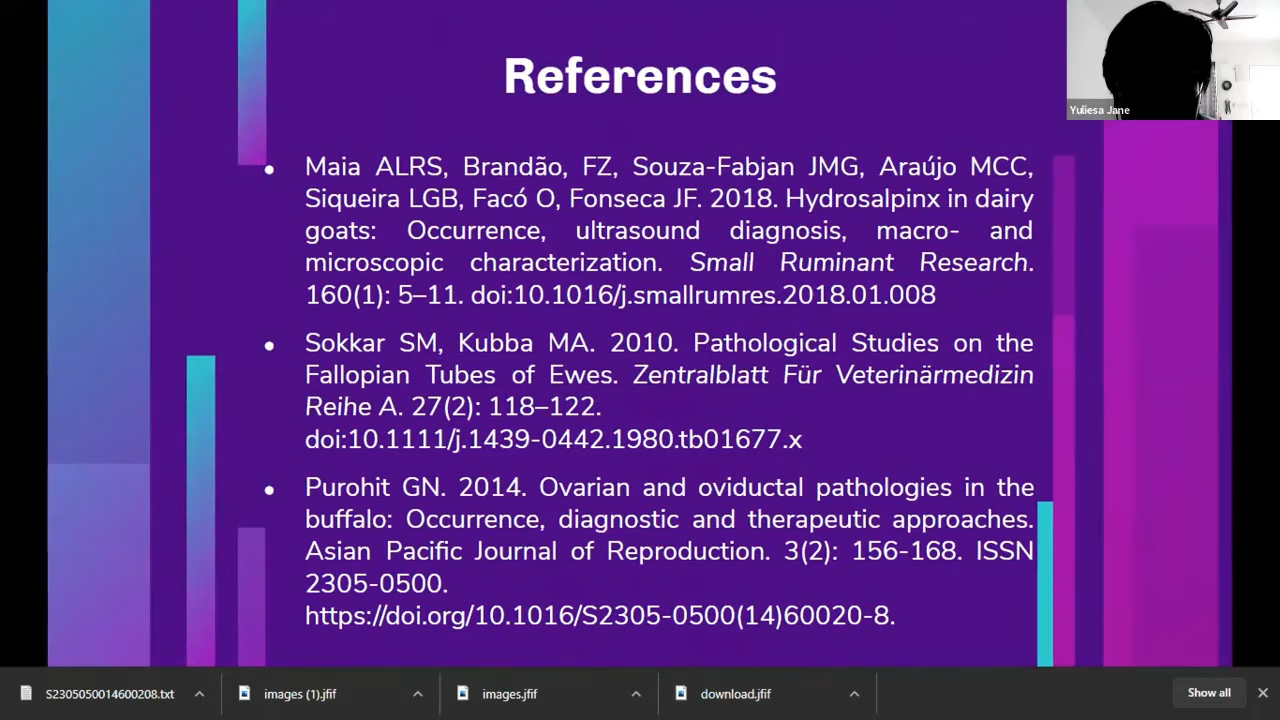 References
Yuliesa Jane
• Maia ALRS, Brandão, FZ, Souza-Fabjan JMG, Araújo MCC,
Siqueira LGB, Facó O, Fonseca JF. 2018. Hydrosalpinx in dairy
goats: Occurrence, ultrasound diagnosis, macro- and
microscopic characterization. Small Ruminant Research.
160(1): 5–11. doi:10.1016/j.smallrumres.2018.01.008
• Sokkar SM, Kubba MA. 2010. Pathological Studies on the
Fallopian Tubes of Ewes. Zentralblatt Für Veterinärmedizin
Reihe A. 27(2): 118–122.
doi:10.1111/j.1439-0442.1980.tb01677.x
• Purohit GN. 2014. Ovarian and oviductal pathologies in the
buffalo: Occurrence, diagnostic and therapeutic approaches.
Asian Pacific Journal of Reproduction. 3(2): 156-168. ISSN
2305-0500.
https://doi.org/10.1016/S2305-0500(14)60020-8.
S2305050014600208.txt
images (1).jfif
images.jfif
download.jfif
Show all